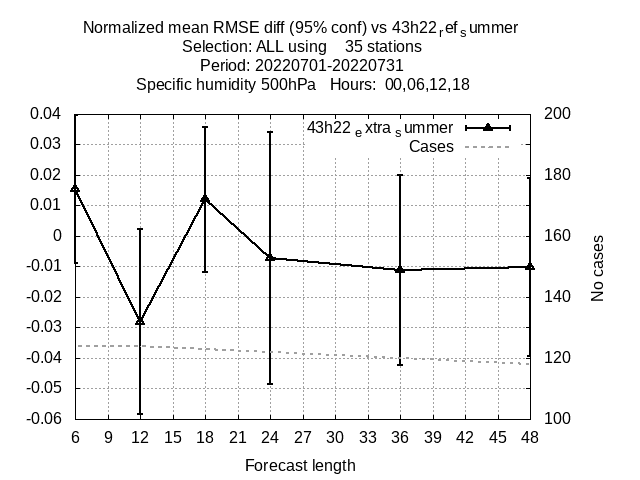 Normalized mean RMSE diff (95% conf) vs 43h22refsummer
Selection: ALL using    35 stations
Period: 20220701-20220731
Specific humidity 500hPa   Hours:  00,06,12,18
43h22extrasummer
Cases
0.04
0.03
0.02
0.01
0
-0.01
-0.02
-0.03
-0.04
-0.05
-0.06
200
180
160
140
120
100
No cases
6 9 12 15 18 21 24 27 30 33 36 39 42 45 48
Forecast length